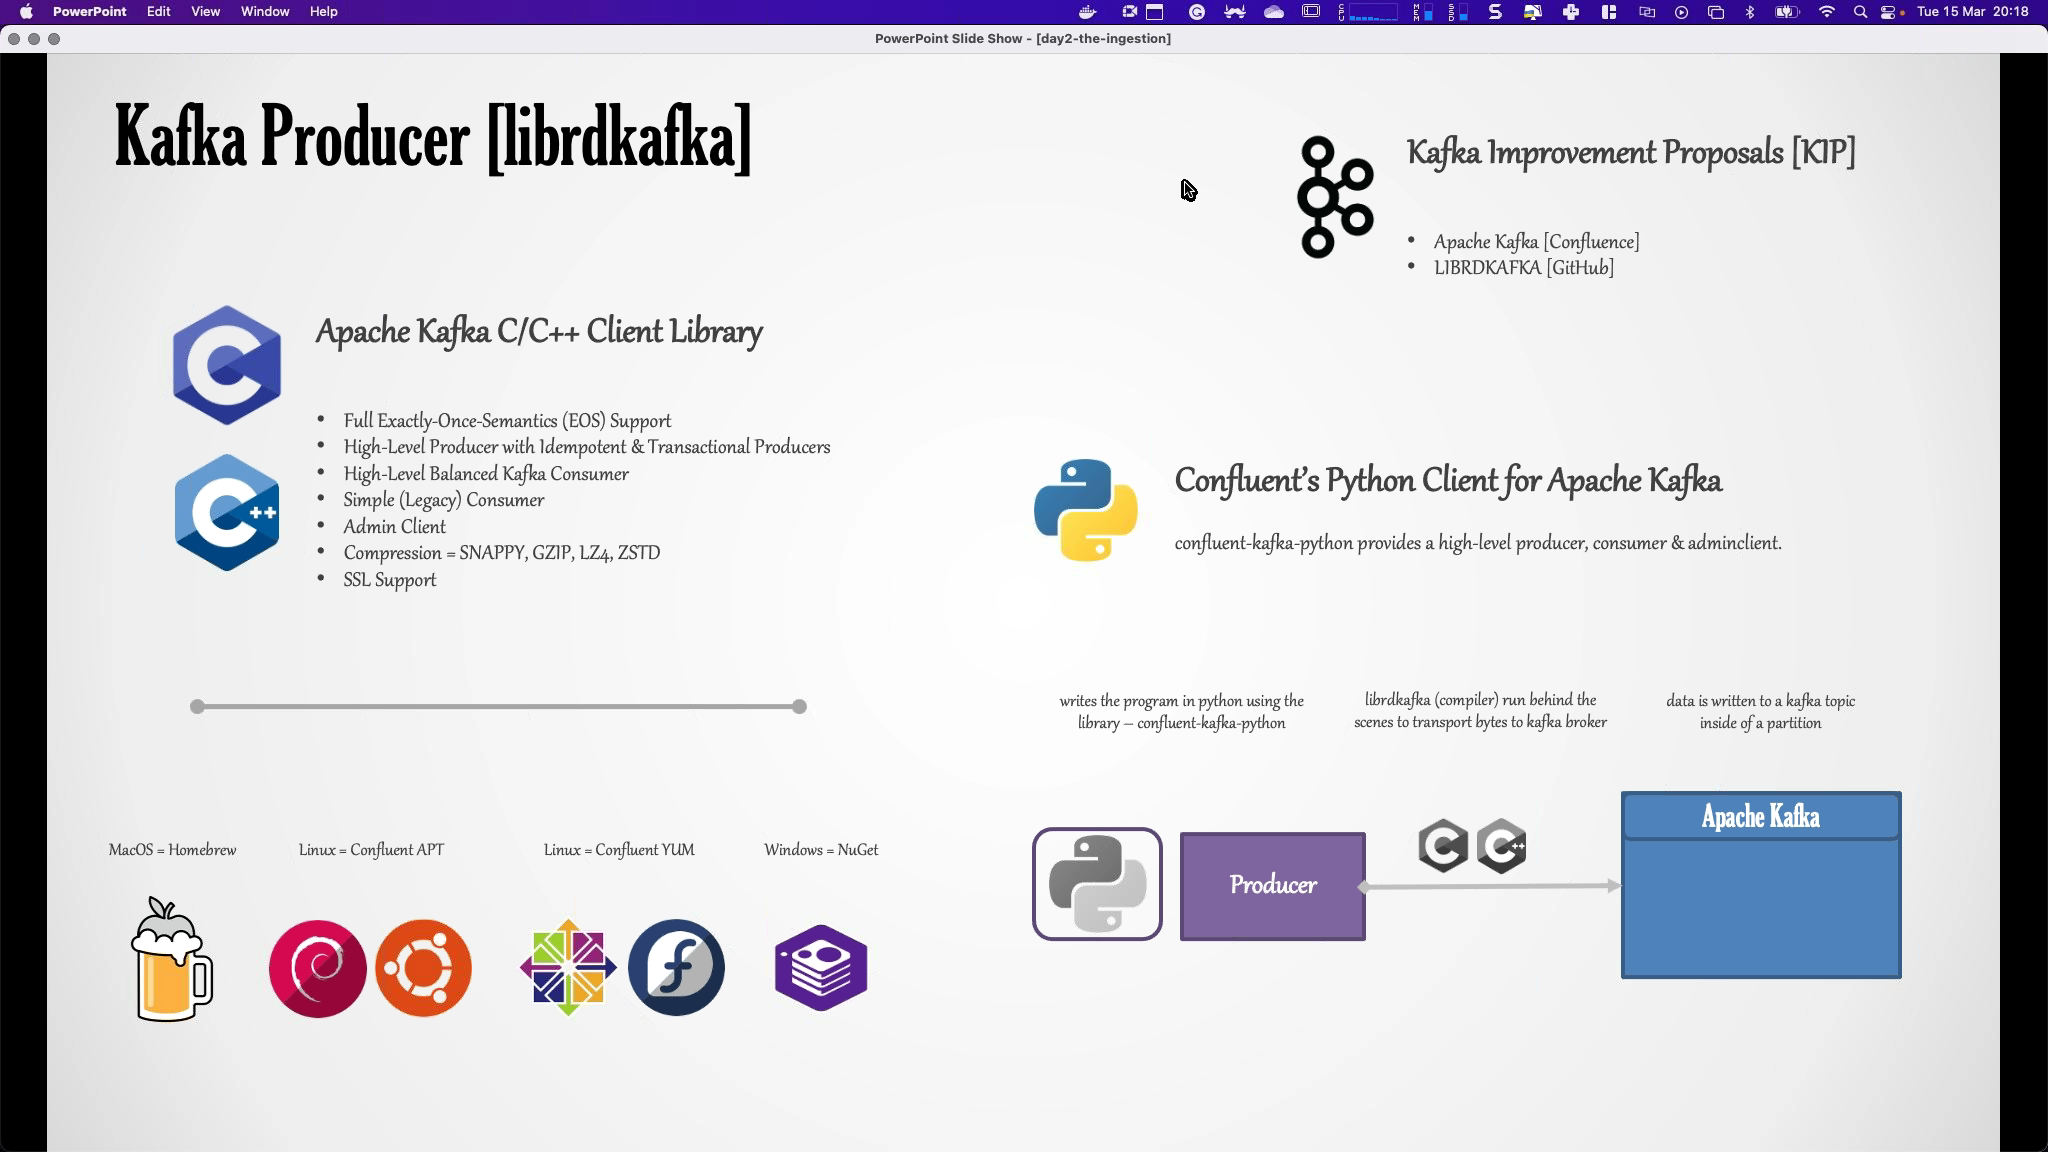 PowerPoint Edit View Window Help
Tue 15 Mar 20:18
PowerPoint Slide Show - [day2-the-ingestion]
Kafka Producer [librdkafka]
Kafka Improvement Proposals [KIP]
• Apache Kafka [Confluence]
• LIBRDKAFKA [GitHub]
Apache Kafka C/C++ Client Library
• Full Exactly-Once-Semantics (EOS) Support
• High-Level Producer with Idempotent & Transactional Producers
• High-Level Balanced Kafka Consumer
• Simple (Legacy) Consumer
• Admin Client
• Compression = SNAPPY, GZIP, LZ4, ZSTD
• SSL Support
Confluent's Python Client for Apache Kafka
confluent-kafka-python provides a high-level producer, consumer & adminclient.
writes the program in python using the
library – confluent-kafka-python
librdkafka (compiler) run behind the
scenes to transport bytes to kafka broker
data is written to a kafka topic
inside of a partition
MacOS = Homebrew
Linux = Confluent APT
Linux = Confluent YUM
Windows = NuGet
Producer
Apache Kafka